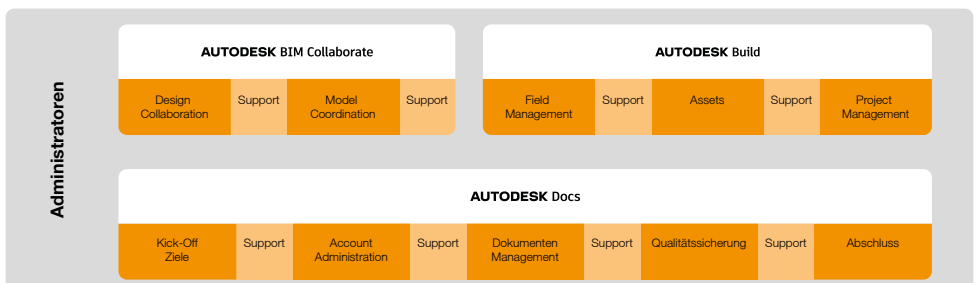 Administratoren
AUTODESK BIM Collaborate
Design
Collaboration
Support
Model
Coordination
Support
AUTODESK Build
Field
Management
Support
Assets
Support
Project
Management
AUTODESK Docs
Kick-Off
Ziele
Support
Account
Administration
Support
Dokumenten
Management
Support
Qualitätssicherung
Support
Abschluss